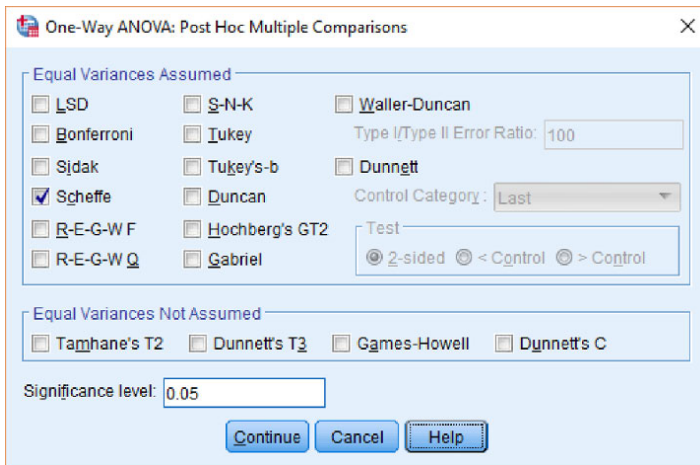 One-Way ANOVA: Post Hoc Multiple Comparisons
Equal Variances Assumed
LSD S-N-K Waller-Duncan
Bonferroni Tukey Type I/Type II Error Ratio: 100
Sidak Tukey's-b Dunnett
Scheffe Duncan Control Category: Last
R-E-G-W F Hochberg's GT2 Test
R-E-G-W Q Gabriel 2-sided < Control > Control
Equal Variances Not Assumed
Tamhane's T2 Dunnett's T3 Games-Howell Dunnett's C
Significance level: 0.05
Continue Cancel Help